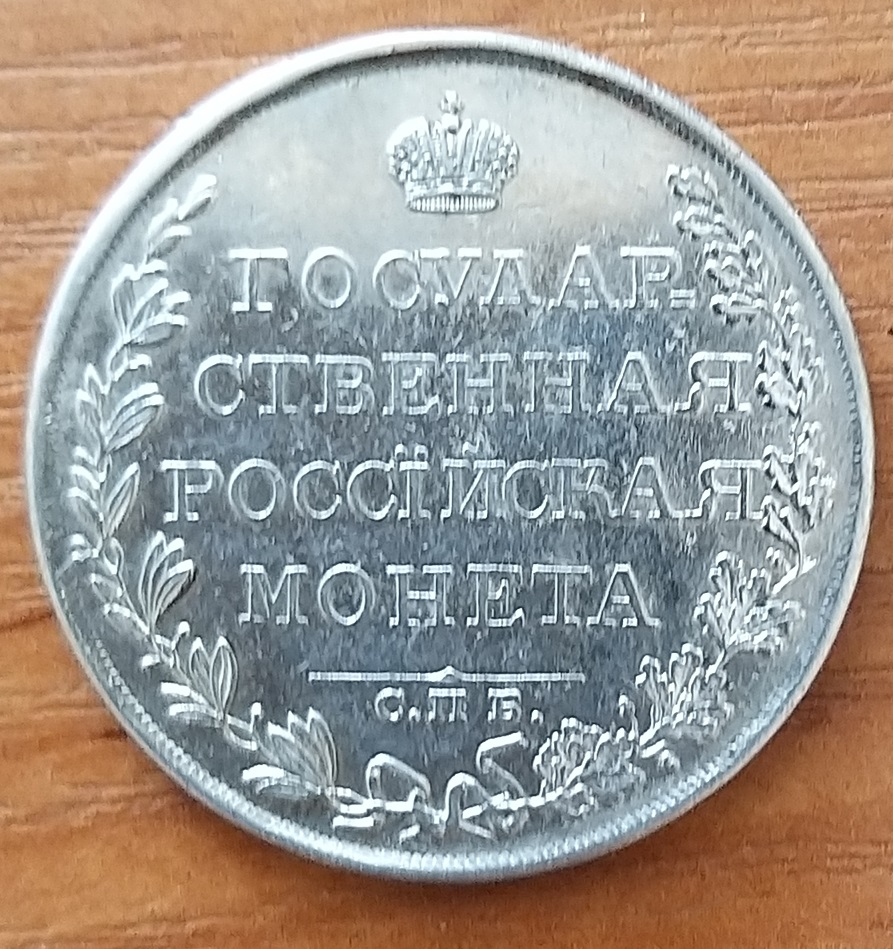 ГОСУДАР=
СТВЕННАЯ
РОССІЙСКАЯ
МОНЕТА
С.П Б.